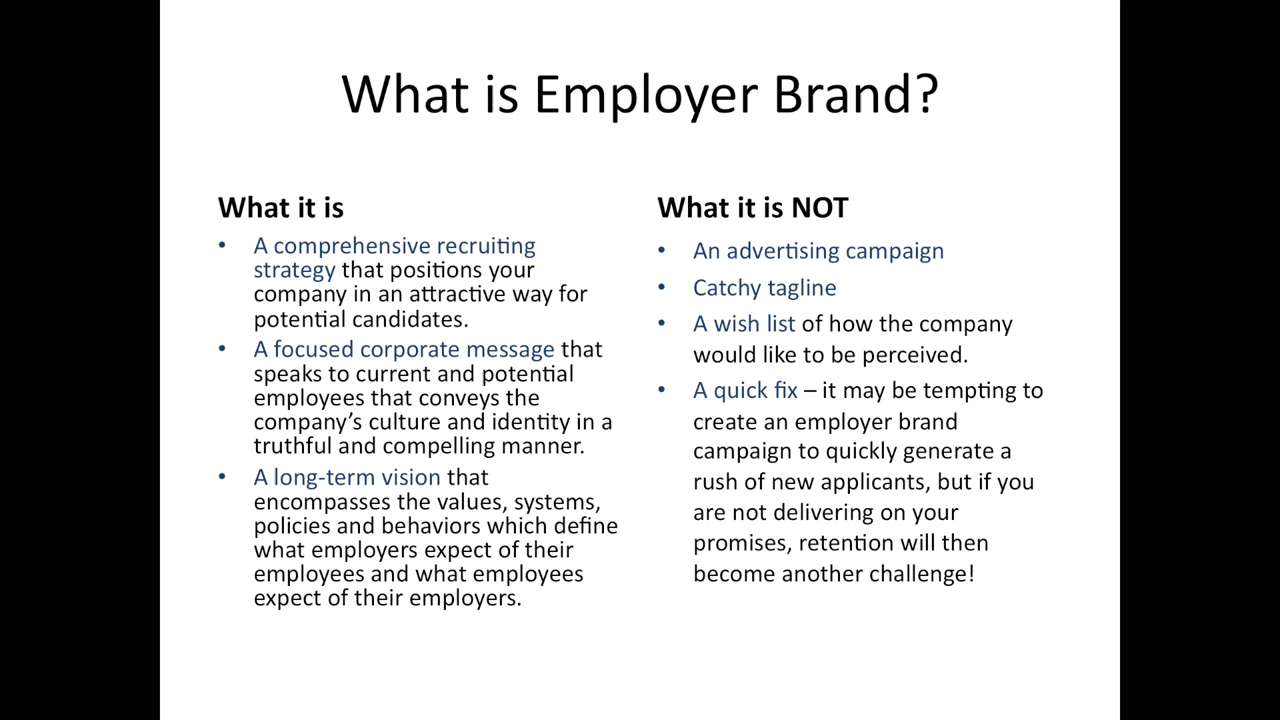 What is Employer Brand?
What it is
• A comprehensive recruiting
strategy that positions your
company in an attractive way for
potential candidates.
• A focused corporate message that
speaks to current and potential
employees that conveys the
company’s culture and identity in a
truthful and compelling manner.
• A long-term vision that
encompasses the values, systems,
policies and behaviors which define
what employers expect of their
employees and what employees
expect of their employers.
What it is NOT
• An advertising campaign
• Catchy tagline
• A wish list of how the company
would like to be perceived.
• A quick fix – it may be tempting to
create an employer brand
campaign to quickly generate a
rush of new applicants, but if you
are not delivering on your
promises, retention will then
become another challenge!